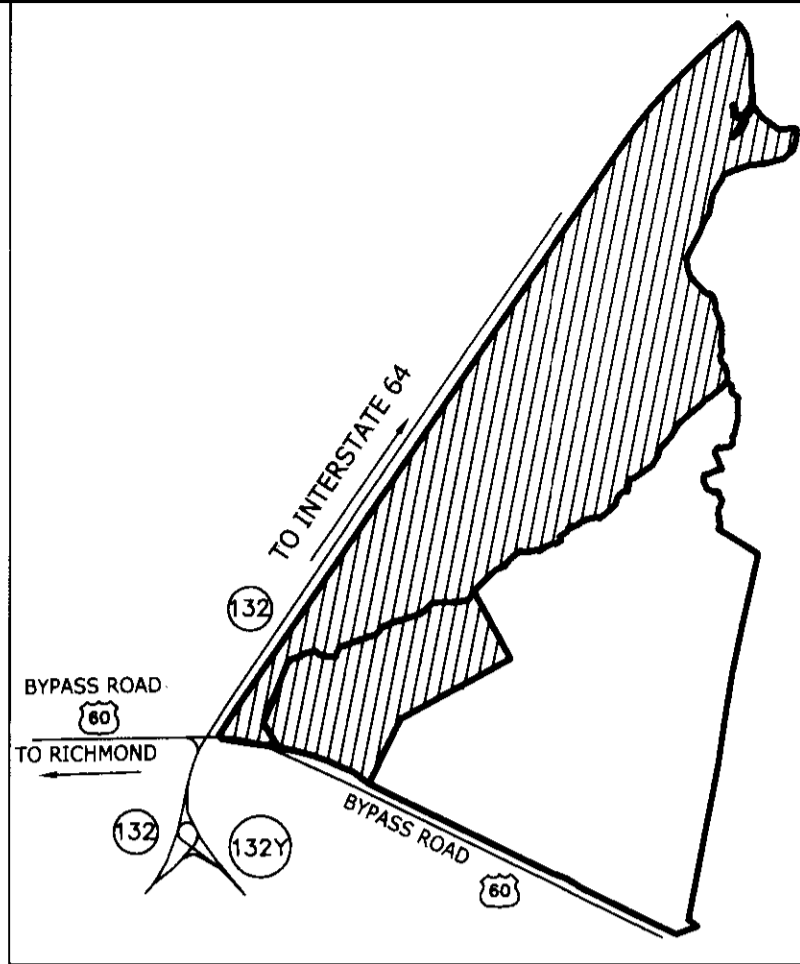 TO INTERSTATE 64
132
BYPASS ROAD
60
TO RICHMOND
132
132Y
BYPASS ROAD
60